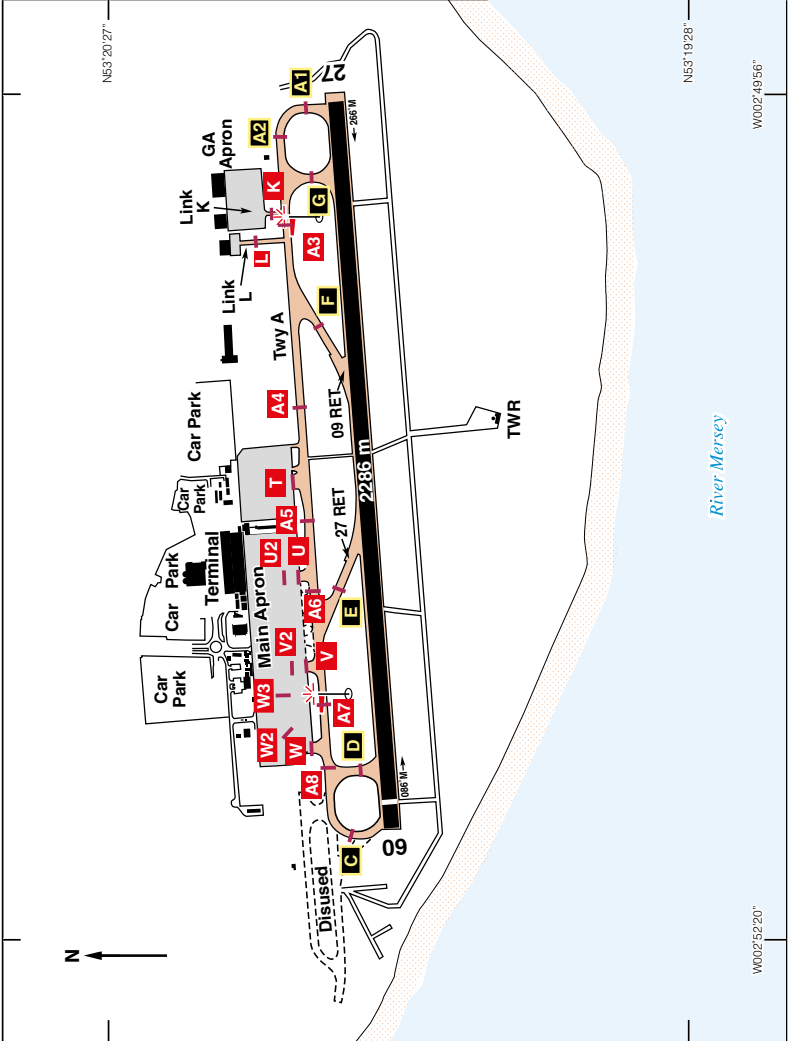 N53°20'27"
N53°19'28"
W002°49'56"
W002°52'20"
N
27
A1
266°M
A2
GA
Apron
K
Link
K
G
A3
L
Link
L
F
Twy A
09 RET
A4
Car Park
T
Car
Park
2286 m
TWR
A5
27 RET
U2
U
Terminal
Car Park
A6
E
Main Apron
V2
V
Car
Park
W3
A7
W2
W
D
A8
086°M
09
C
Disused
River Mersey